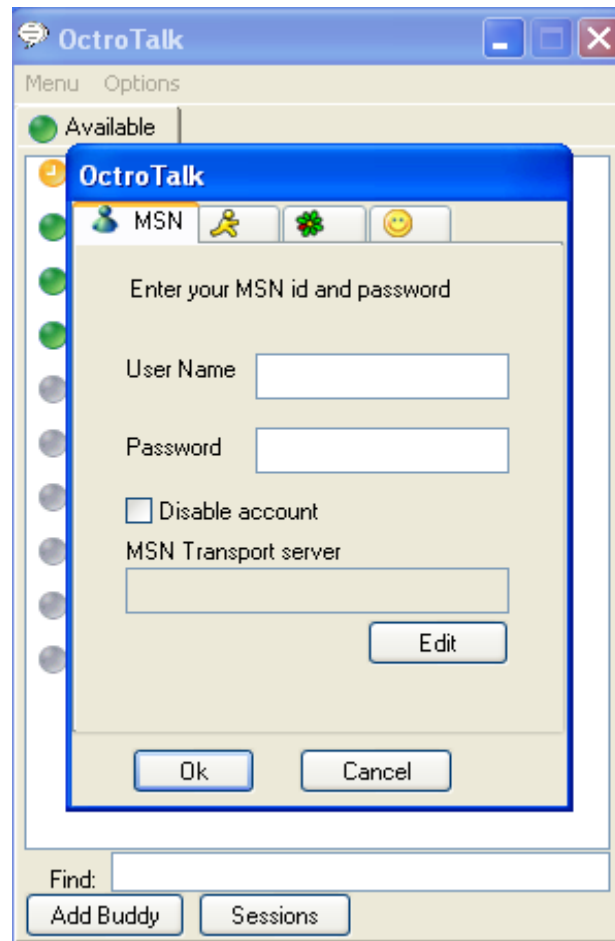 OctroTalk
Menu Options
Available
OctroTalk
MSN
Enter your MSN id and password
User Name
Password
Disable account
MSN Transport server
Edit
Ok Cancel
Find:
Add Buddy Sessions